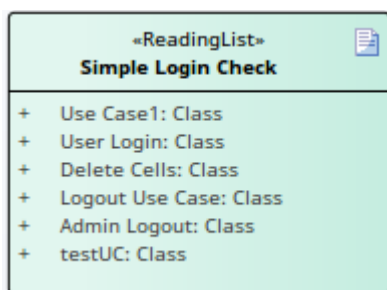 «ReadingList»
Simple Login Check
+ Use Case1: Class
+ User Login: Class
+ Delete Cells: Class
+ Logout Use Case: Class
+ Admin Logout: Class
+ testUC: Class